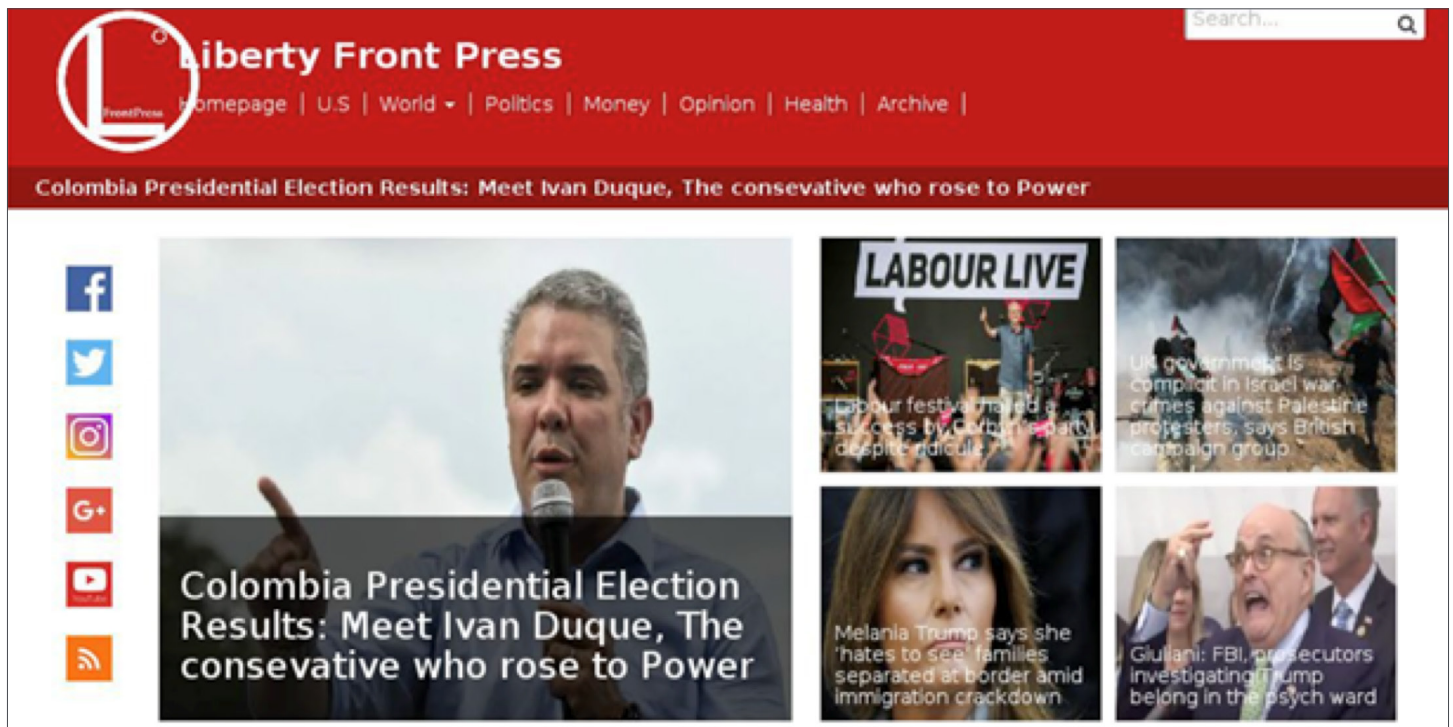 Search...
Liberty Front Press
FrontPress
Homepage | U.S | World | Politics | Money | Opinion | Health | Archive |
Colombia Presidential Election Results: Meet Ivan Duque, The consevative who rose to Power
Colombia Presidential Election
Results: Meet Ivan Duque, The
consevative who rose to Power
LABOUR LIVE
Labour festival hailed a
success by Corbyn's party
despite ridicule
UK government is
complicit in Israel war
crimes against Palestine
protesters, says British
campaign group
Melania Trump says she
'hates to see' families
separated at border amid
immigration crackdown
Giuliani: FBI, prosecutors
investigating Trump
belong in the psych ward
G+
YouTube